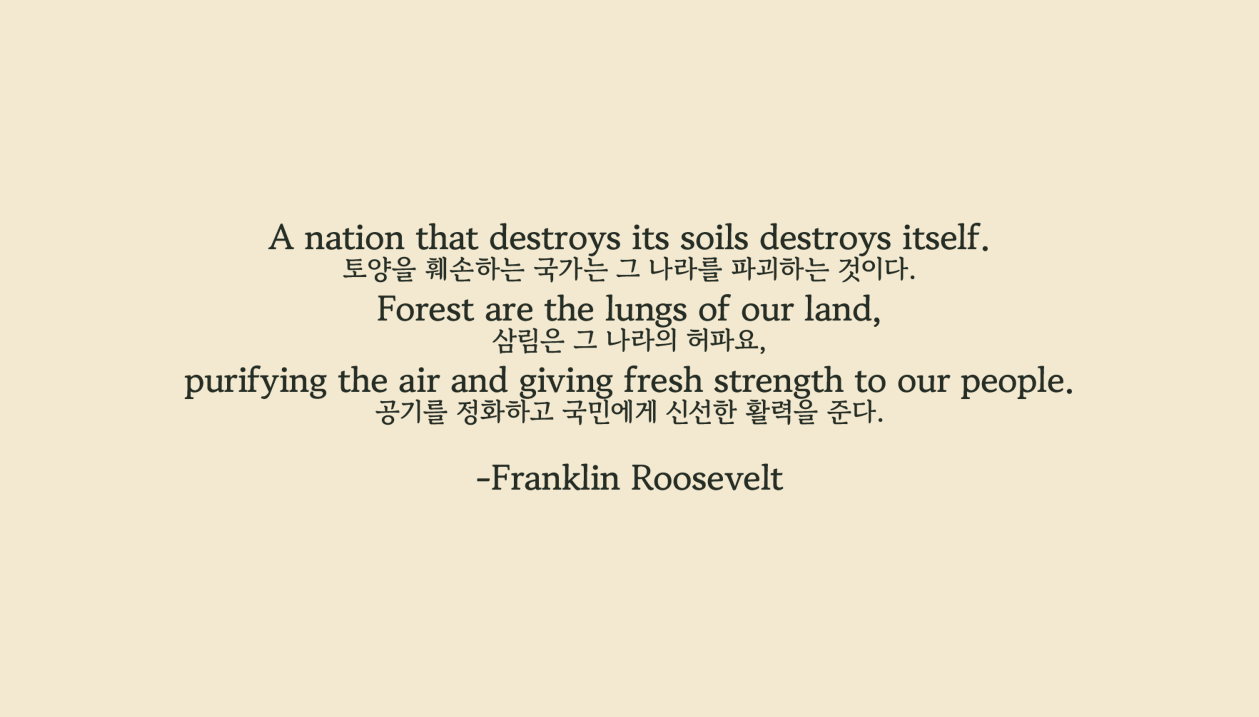 A nation that destroys its soils destroys itself.
토양을 훼손하는 국가는 그 나라를 파괴하는 것이다.
Forest are the lungs of our land,
삼림은 그 나라의 허파요,
purifying the air and giving fresh strength to our people.
공기를 정화하고 국민에게 신선한 활력을 준다.
-Franklin Roosevelt